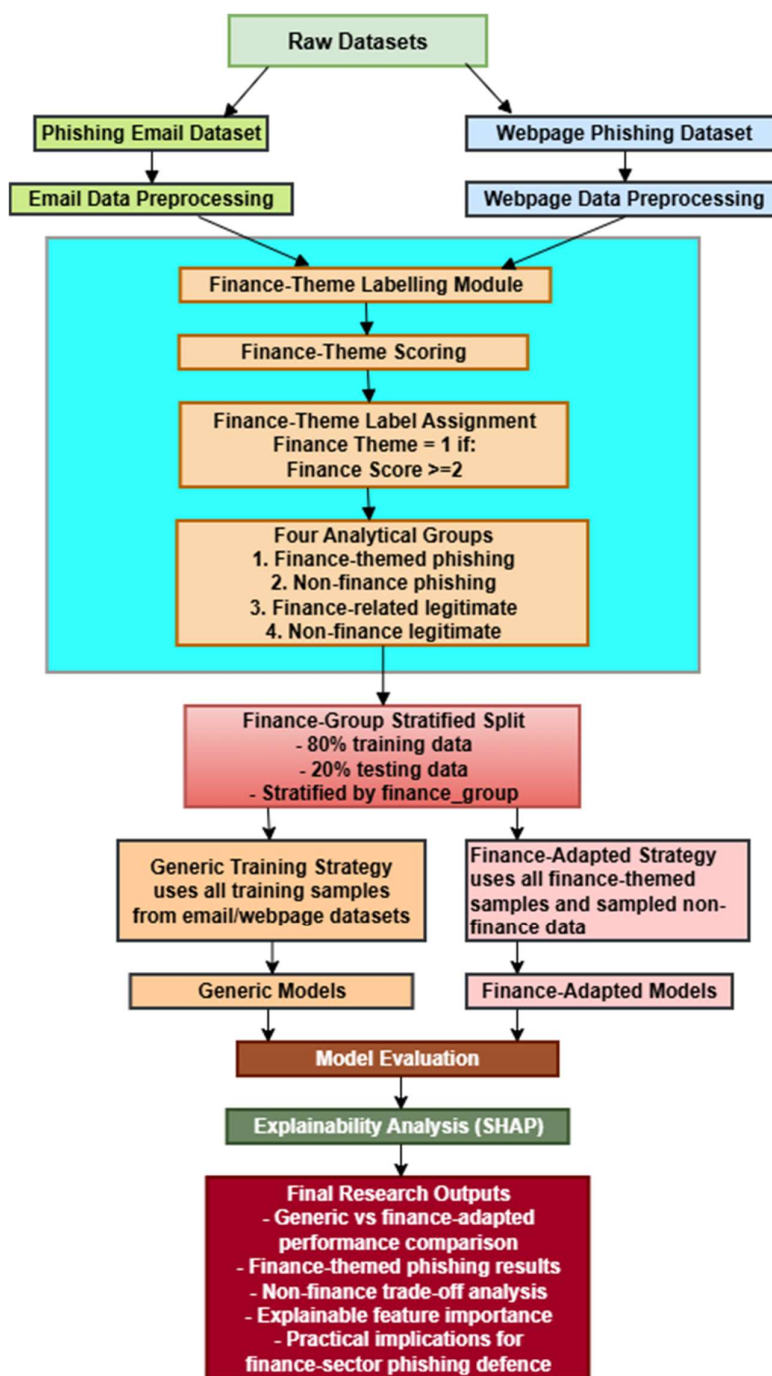 Raw Datasets
Phishing Email Dataset
Webpage Phishing Dataset
Email Data Preprocessing
Webpage Data Preprocessing
Finance-Theme Labelling Module
Finance-Theme Scoring
Finance-Theme Label Assignment
Finance Theme = 1 if:
Finance Score >=2
Four Analytical Groups
1. Finance-themed phishing
2. Non-finance phishing
3. Finance-related legitimate
4. Non-finance legitimate
Finance-Group Stratified Split
- 80% training data
- 20% testing data
- Stratified by finance_group
Generic Training Strategy
uses all training samples
from email/webpage datasets
Finance-Adapted Strategy
uses all finance-themed
samples and sampled non-
finance data
Generic Models
Finance-Adapted Models
Model Evaluation
Explainability Analysis (SHAP)
Final Research Outputs
- Generic vs finance-adapted
performance comparison
- Finance-themed phishing results
- Non-finance trade-off analysis
- Explainable feature importance
- Practical implications for
finance-sector phishing defence